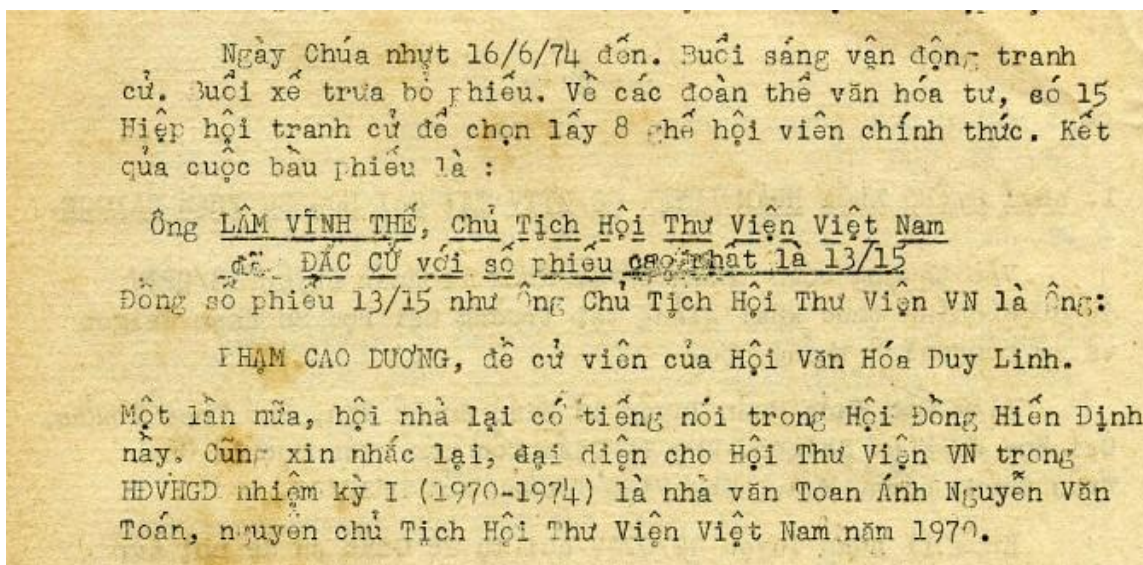 Ngày Chúa nhựt 16/6/74 đến. Buổi sáng vận động tranh
cử. Buổi xế trưa bỏ phiếu. Về các đoàn thể văn hóa tư, só 15
Hiệp hội tranh cử để chọn lấy 8 ghế hội viên chính thức. Kết
qủa cuộc bầu phiếu là :
Ông LÂM VĨNH THẾ, Chủ Tịch Hội Thư Viện Việt Nam
đã ĐẮC CỬ với số phiếu cao nhất là 13/15
Đồng số phiếu 13/15 như Ông Chủ Tịch Hội Thư Viện VN là Ông:
PHẠM CAO DƯƠNG, đề cử viên của Hội Văn Hóa Duy Linh.
Một lần nữa, hội nhà lại có tiếng nói trong Hội Đồng Hiến Định
nầy. Cũng xin nhắc lại, đại diện cho Hội Thư Viện VN trong
HĐVHGD nhiệm kỳ I (1970-1974) là nhà văn Toan Ánh Nguyễn Văn
Toán, nguyên chủ Tịch Hội Thư Viện Việt Nam năm 1970.